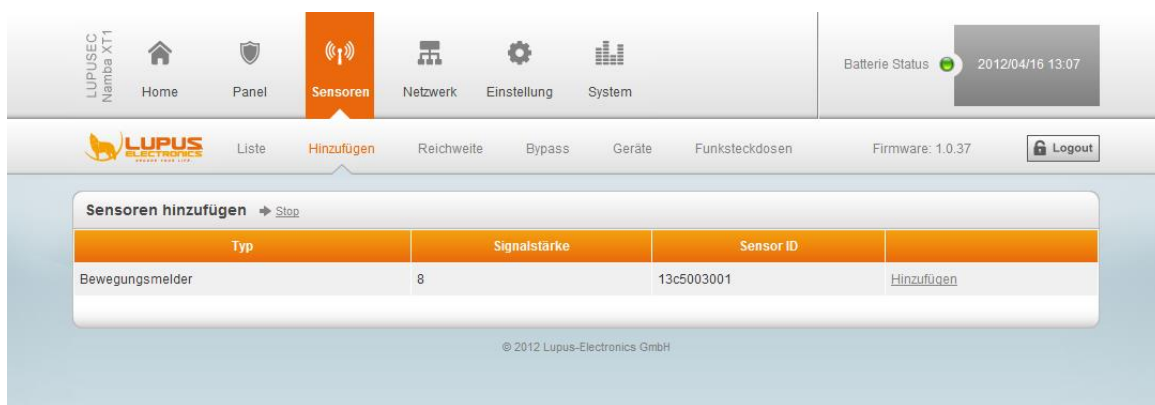 LUPUSEC
Namba XT1
Home
Panel
Sensoren
Netzwerk
Einstellung
System
Batterie Status
2012/04/16 13:07
LUPUS
ELECTRONICS
Liste
Hinzufügen
Reichweite
Bypass
Geräte
Funksteckdosen
Firmware: 1.0.37
Logout
Sensoren hinzufügen Stop
Typ Signalstärke Sensor ID
Bewegungsmelder 8 13c5003001 Hinzufügen
© 2012 Lupus-Electronics GmbH